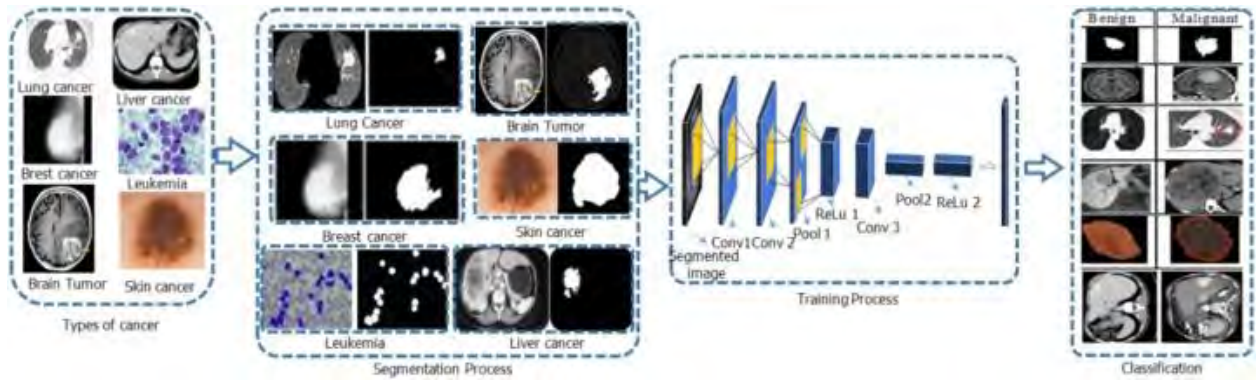 Lung cancer
Liver cancer
Brest cancer
Leukemia
Brain Tumor
Skin cancer
Types of cancer
Lung Cancer
Brain Tumor
Breast cancer
Skin cancer
Leukemia
Liver cancer
Segmentation Process
Segmented
image
Conv1
Conv 2
Pool 1
ReLu 1
Conv 3
Pool2
ReLu 2
Training Process
Benign
Malignant
Classification